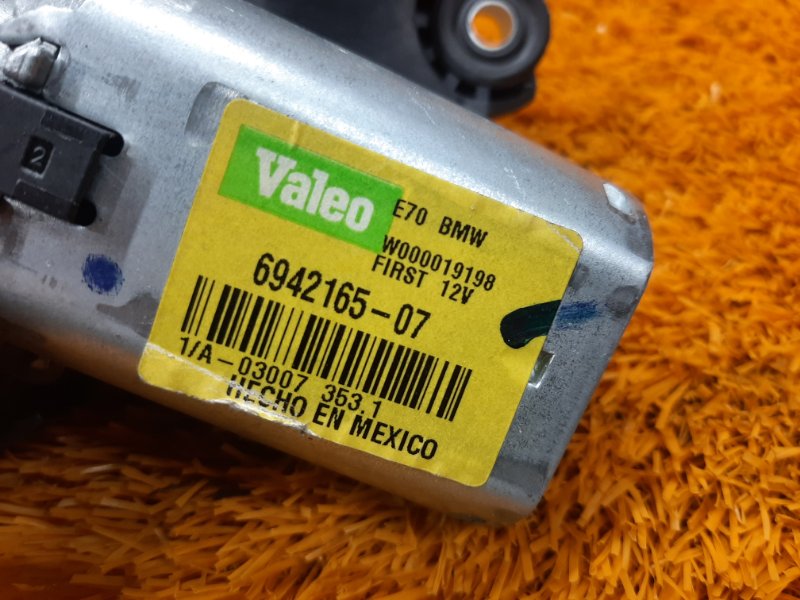 2
Valeo
E70 BMW
W000019198
FIRST 12V
6942165-07
1/A-03007 353.1
HECHO EN MEXICO